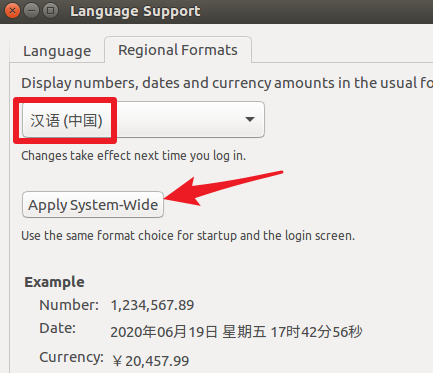 Language Support
Language Regional Formats
Display numbers, dates and currency amounts in the usual fo
汉语 (中国)
Changes take effect next time you log in.
Apply System-Wide
Use the same format choice for startup and the login screen.
Example
Number: 1,234,567.89
Date: 2020年06月19日 星期五 17时42分56秒
Currency: ￥20,457.99